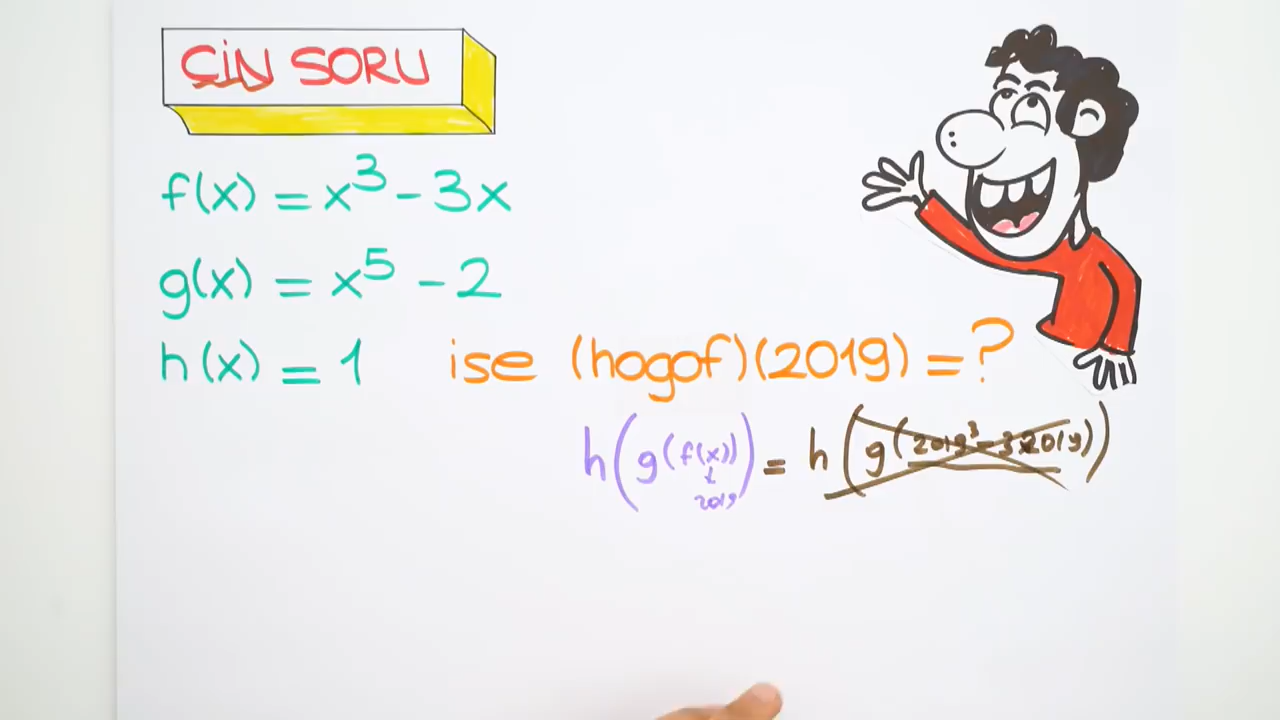 ÇİN SORU
f(x) = x³ - 3x
g(x) = x⁵ - 2
h(x) = 1 ise (hogof)(2019) = ?
h(g(f(x))) = h(g(2019³ - 3x2019))
2019